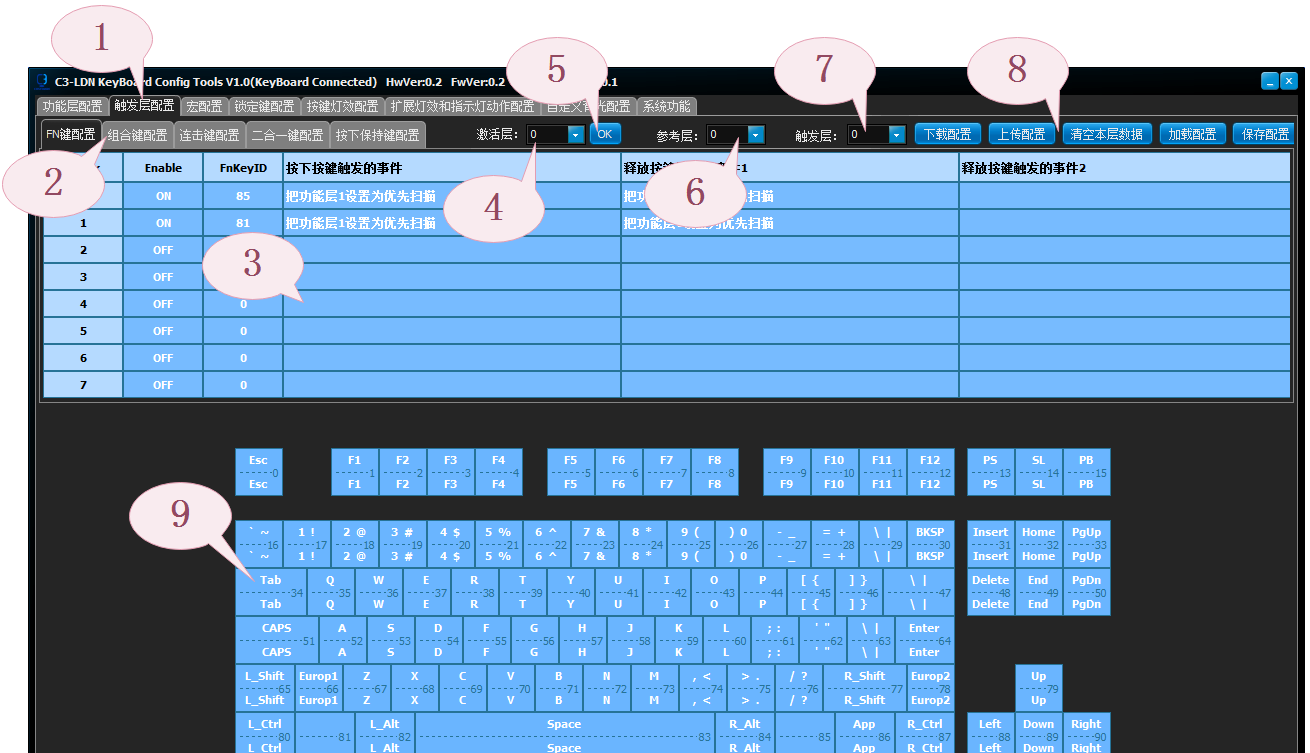 1
5
7
8
C3-LDN KeyBoard Config Tools V1.0(KeyBoard Connected) HwVer:0.2 FwVer:0.2 0.1
功能层配置 触发层配置 宏配置 锁定键配置 按键灯效配置 扩展灯效和指示灯动作配置 自定义背光配置 系统功能
FN键配置 组合键配置 连击键配置 二合一键配置 按下保持键配置 激活层: 0 OK 参考层: 0 触发层: 0 下载配置 上传配置 清空本层数据 加载配置 保存配置
2
4
6
Enable FnKeyID 按下按键触发的事件 释放按键 件1 释放按键触发的事件2
ON 85 把功能层1设置为优先扫描 把功 优先扫描
1 ON 81 把功能层1设置为优先扫描 把功能 设置为优先扫描
2 OFF
3
3 OFF
4 OFF 0
5 OFF 0
6 OFF 0
7 OFF 0
Esc F1 F2 F3 F4 F5 F6 F7 F8 F9 F10 F11 F12 PS SL PB
0 1 2 3 4 5 6 7 8 9 10 11 12 13 14 15
Esc F1 F2 F3 F4 F5 F6 F7 F8 F9 F10 F11 F12 PS SL PB
9
` ~ 1 ! 2 @ 3 # 4 $ 5 % 6 ^ 7 & 8 * 9 ( ) 0 - _ = + \ | BKSP Insert Home PgUp
16 17 18 19 20 21 22 23 24 25 26 27 28 29 30 31 32 33
` ~ 1 ! 2 @ 3 # 4 $ 5 % 6 ^ 7 & 8 * 9 ( ) 0 - _ = + \ | BKSP Insert Home PgUp
Tab Q W E R T Y U I O P [ { ] } \ | Delete End PgDn
34 35 36 37 38 39 40 41 42 43 44 45 46 47 48 49 50
Tab Q W E R T Y U I O P [ { ] } \ | Delete End PgDn
CAPS A S D F G H J K L ; : ' " \ | Enter
51 52 53 54 55 56 57 58 59 60 61 62 63 64
CAPS A S D F G H J K L ; : ' " \ | Enter
L_Shift Europ1 Z X C V B N M , < > . / ? R_Shift Europ2 Up
65 66 67 68 69 70 71 72 73 74 75 76 77 78 79
L_Shift Europ1 Z X C V B N M , < > . / ? R_Shift Europ2 Up
L_Ctrl L_Alt Space R_Alt App R_Ctrl Left Down Right
80 81 82 83 84 85 86 87 88 89 90
L_Ctrl L_Alt Space R_Alt App R_Ctrl Left Down Right